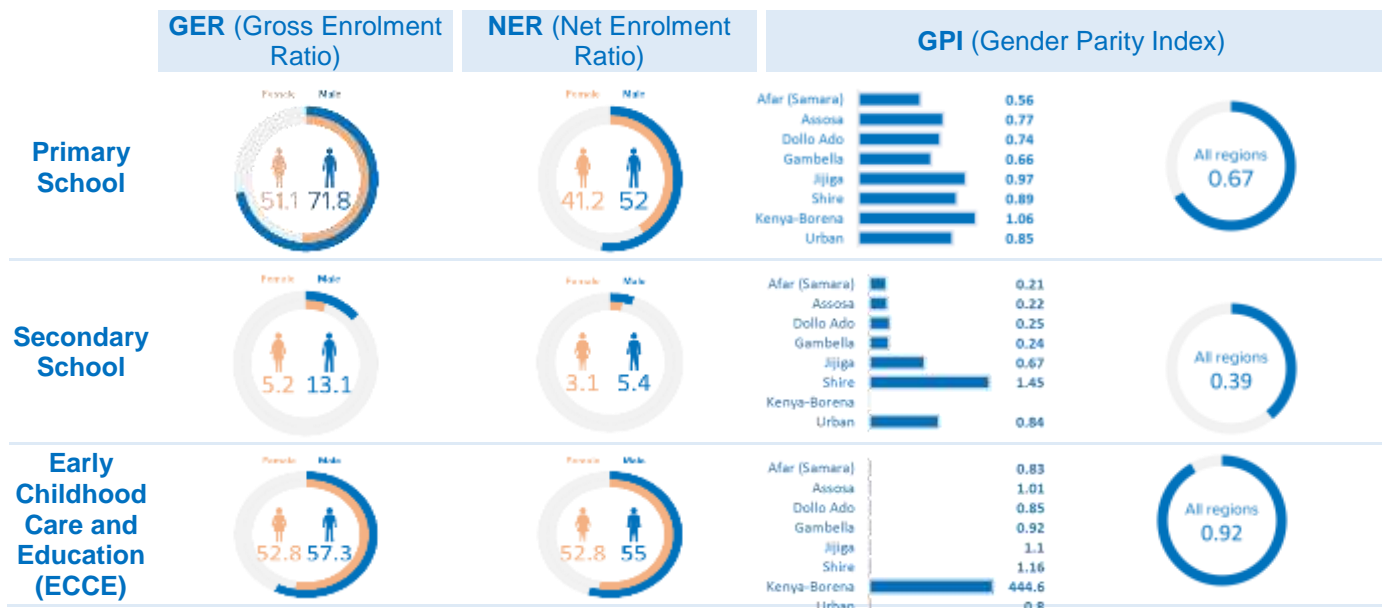 GER (Gross Enrolment
Ratio)
NER (Net Enrolment
Ratio)
GPI (Gender Parity Index)
Primary
School
Female Male
51.1 71.8
Female Male
41.2 52
Afar (Samara) 0.56
Assosa 0.77
Dollo Ado 0.74
Gambella 0.66
Jijiga 0.97
Shire 0.89
Kenya-Borena 1.06
Urban 0.85
All regions
0.67
Secondary
School
Female Male
5.2 13.1
Female Male
3.1 5.4
Afar (Samara) 0.21
Assosa 0.22
Dollo Ado 0.25
Gambella 0.24
Jijiga 0.67
Shire 1.45
Kenya-Borena
Urban 0.84
All regions
0.39
Early
Childhood
Care and
Education
(ECCE)
Female Male
52.8 57.3
Female Male
52.8 55
Afar (Samara) 0.83
Assosa 1.01
Dollo Ado 0.85
Gambella 0.92
Jijiga 1.1
Shire 1.16
Kenya-Borena 444.6
Urban 0.8
All regions
0.92